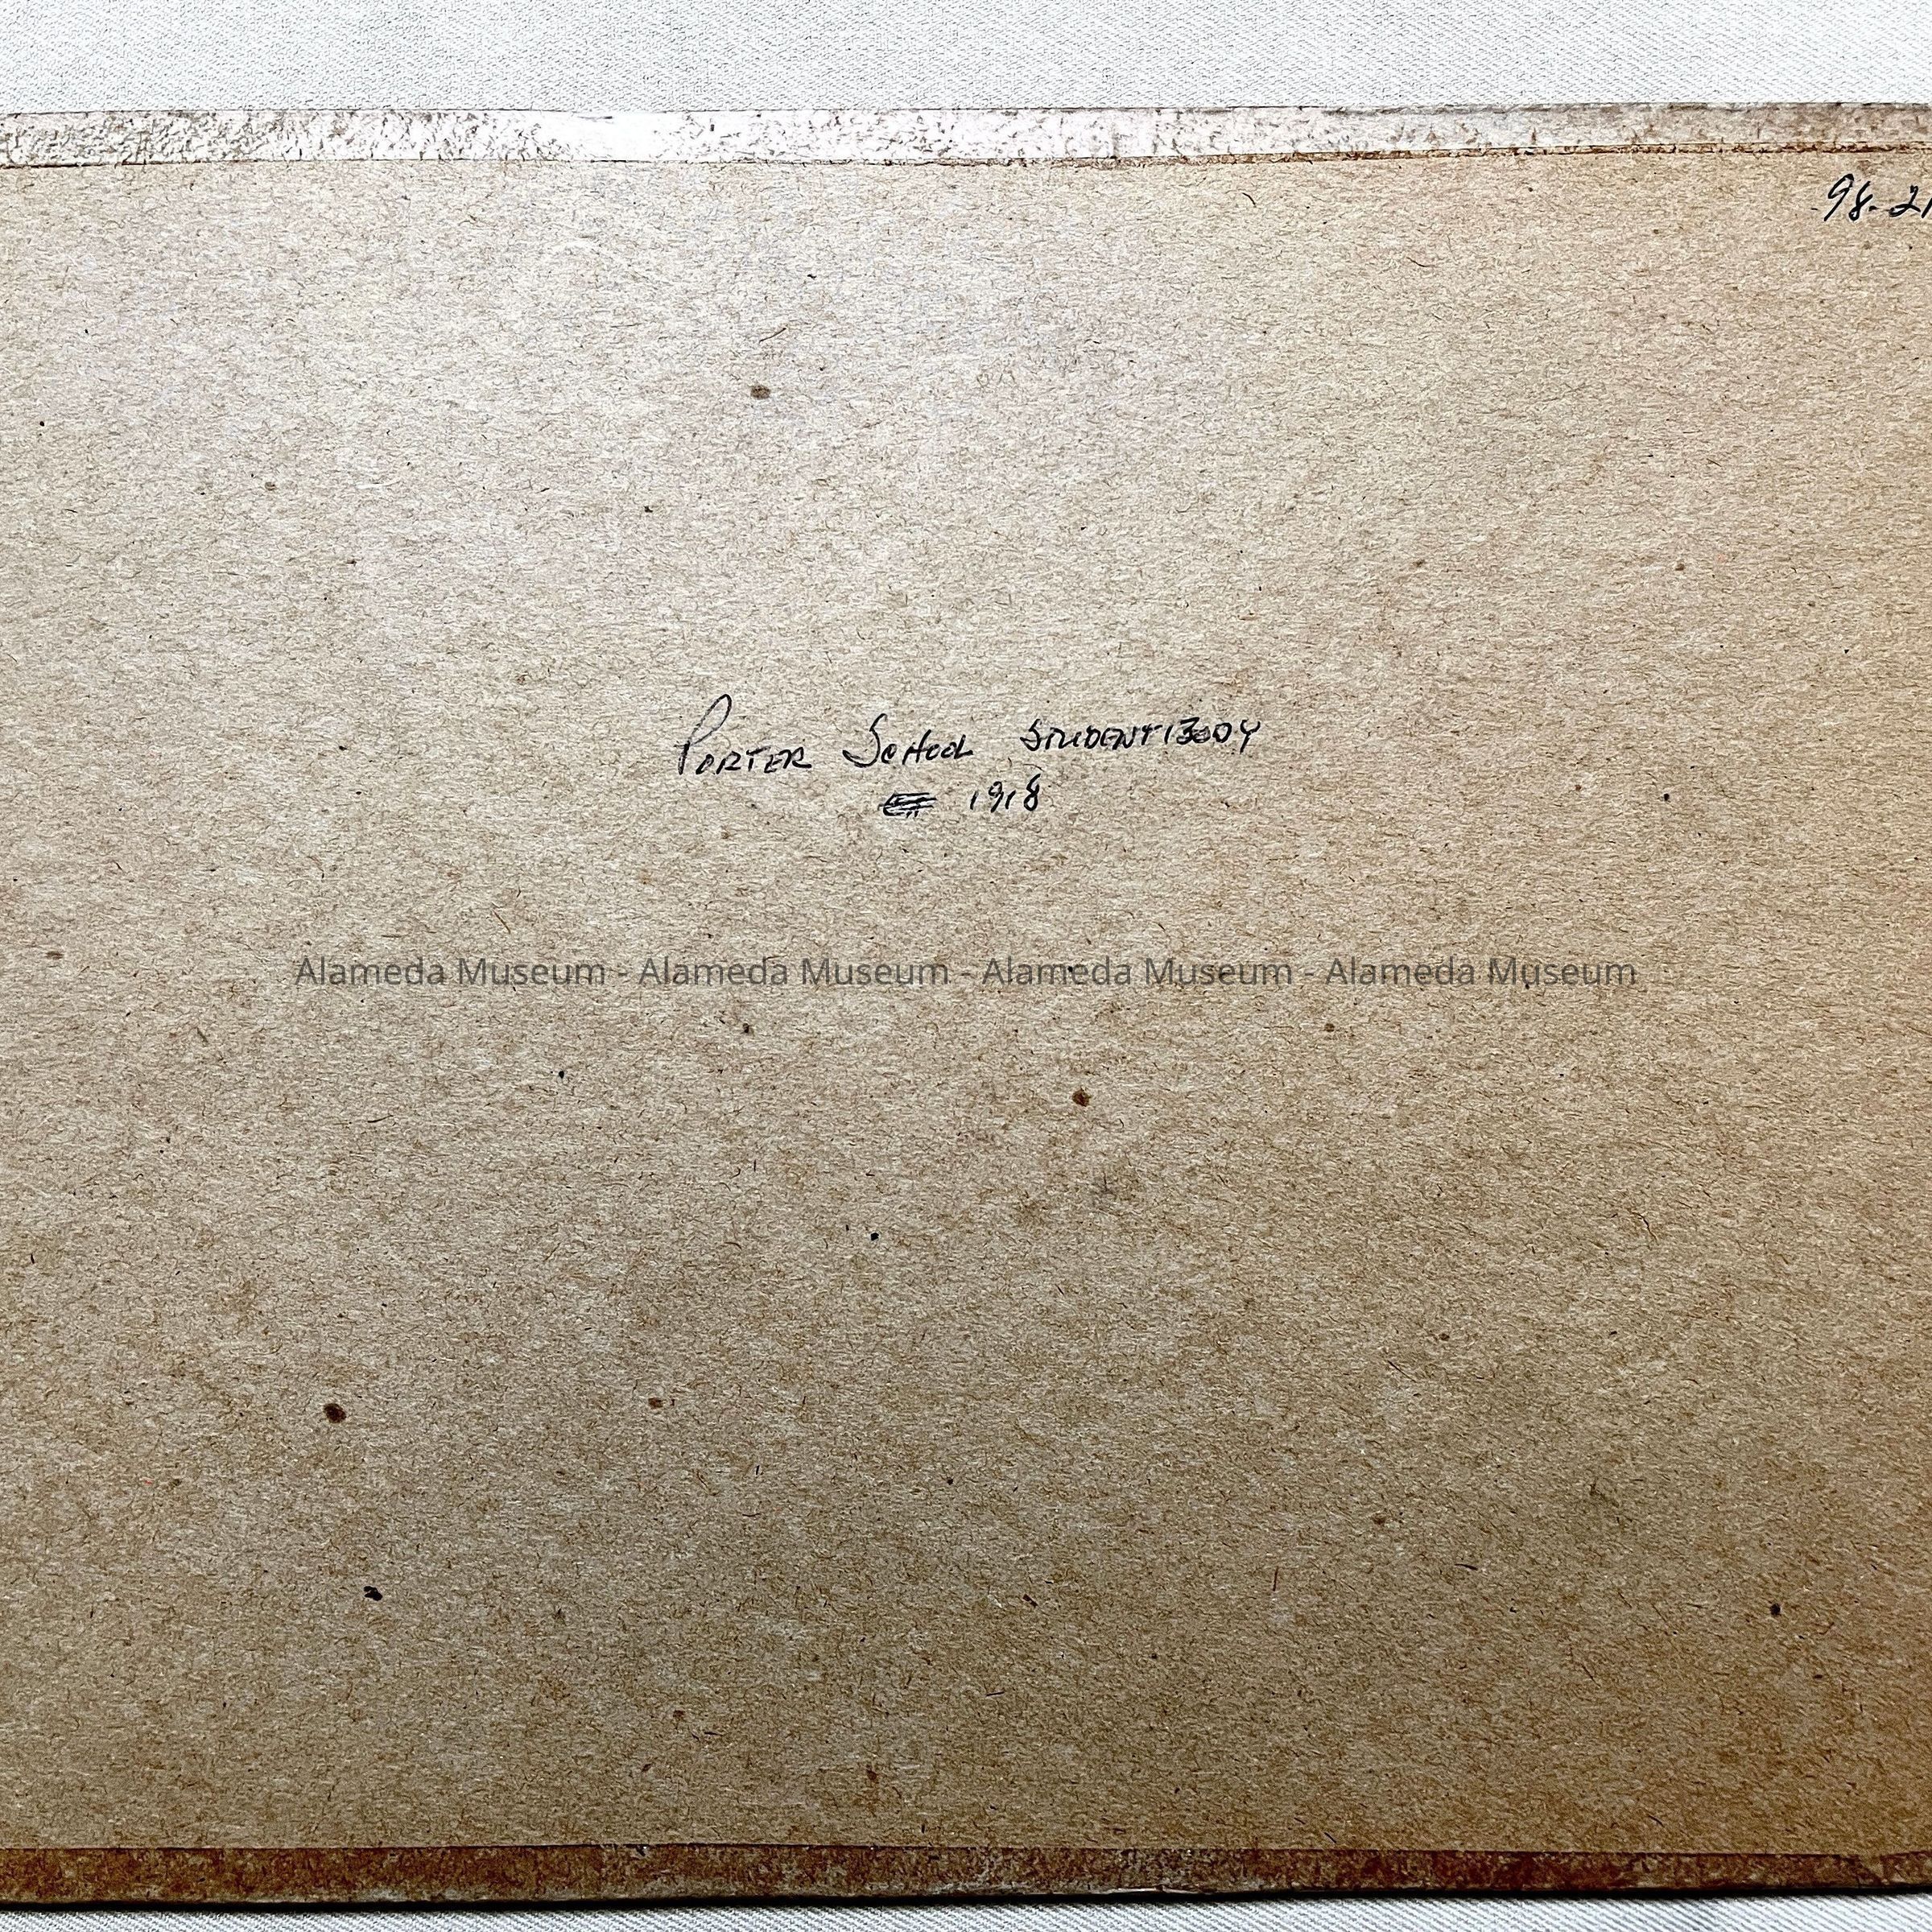 98-21
PORTER SCHOOL STUDENTBODY
1918
Alameda Museum - Alameda Museum - Alameda Museum - Alameda Museum